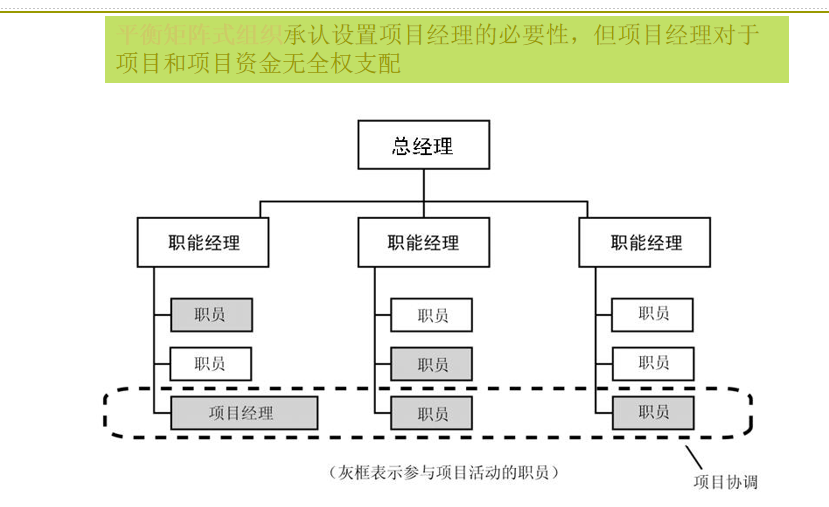 平衡矩阵式组织承认设置项目经理的必要性，但项目经理对于
项目和项目资金无全权支配
总经理
职能经理 职能经理 职能经理
职员 职员 职员
职员 职员 职员
项目经理 职员 职员
（灰框表示参与项目活动的职员）
项目协调